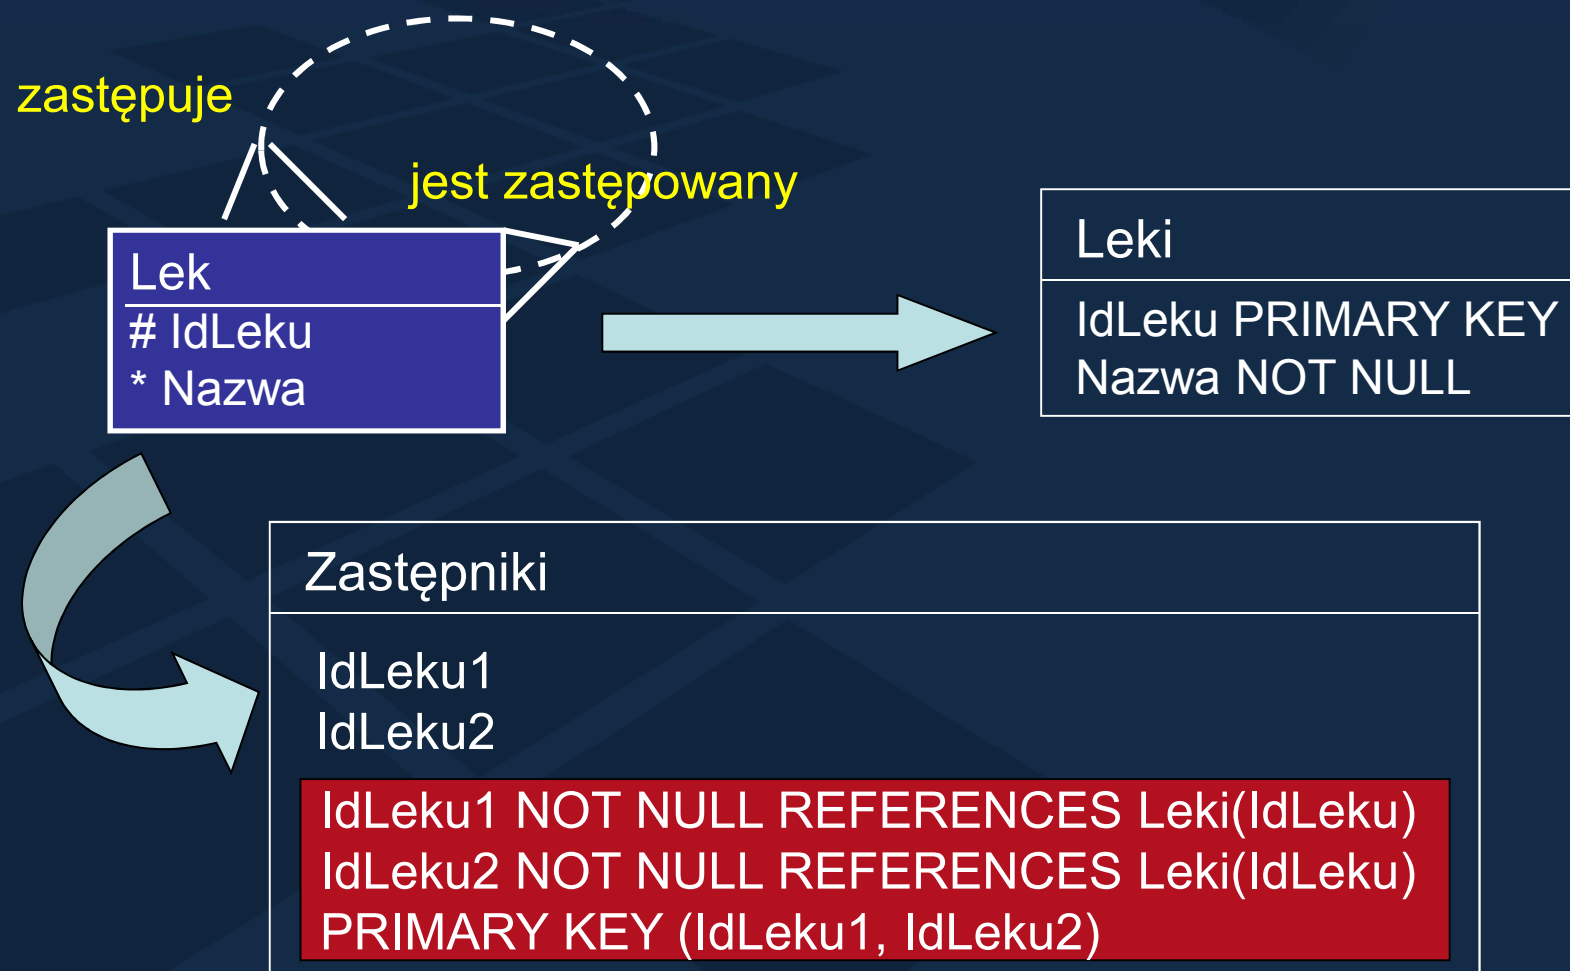 zastępuje
jest zastępowany
Lek
# IdLeku
* Nazwa
Leki
IdLeku PRIMARY KEY
Nazwa NOT NULL
Zastępniki
IdLeku1
IdLeku2
IdLeku1 NOT NULL REFERENCES Leki(IdLeku)
IdLeku2 NOT NULL REFERENCES Leki(IdLeku)
PRIMARY KEY (IdLeku1, IdLeku2)